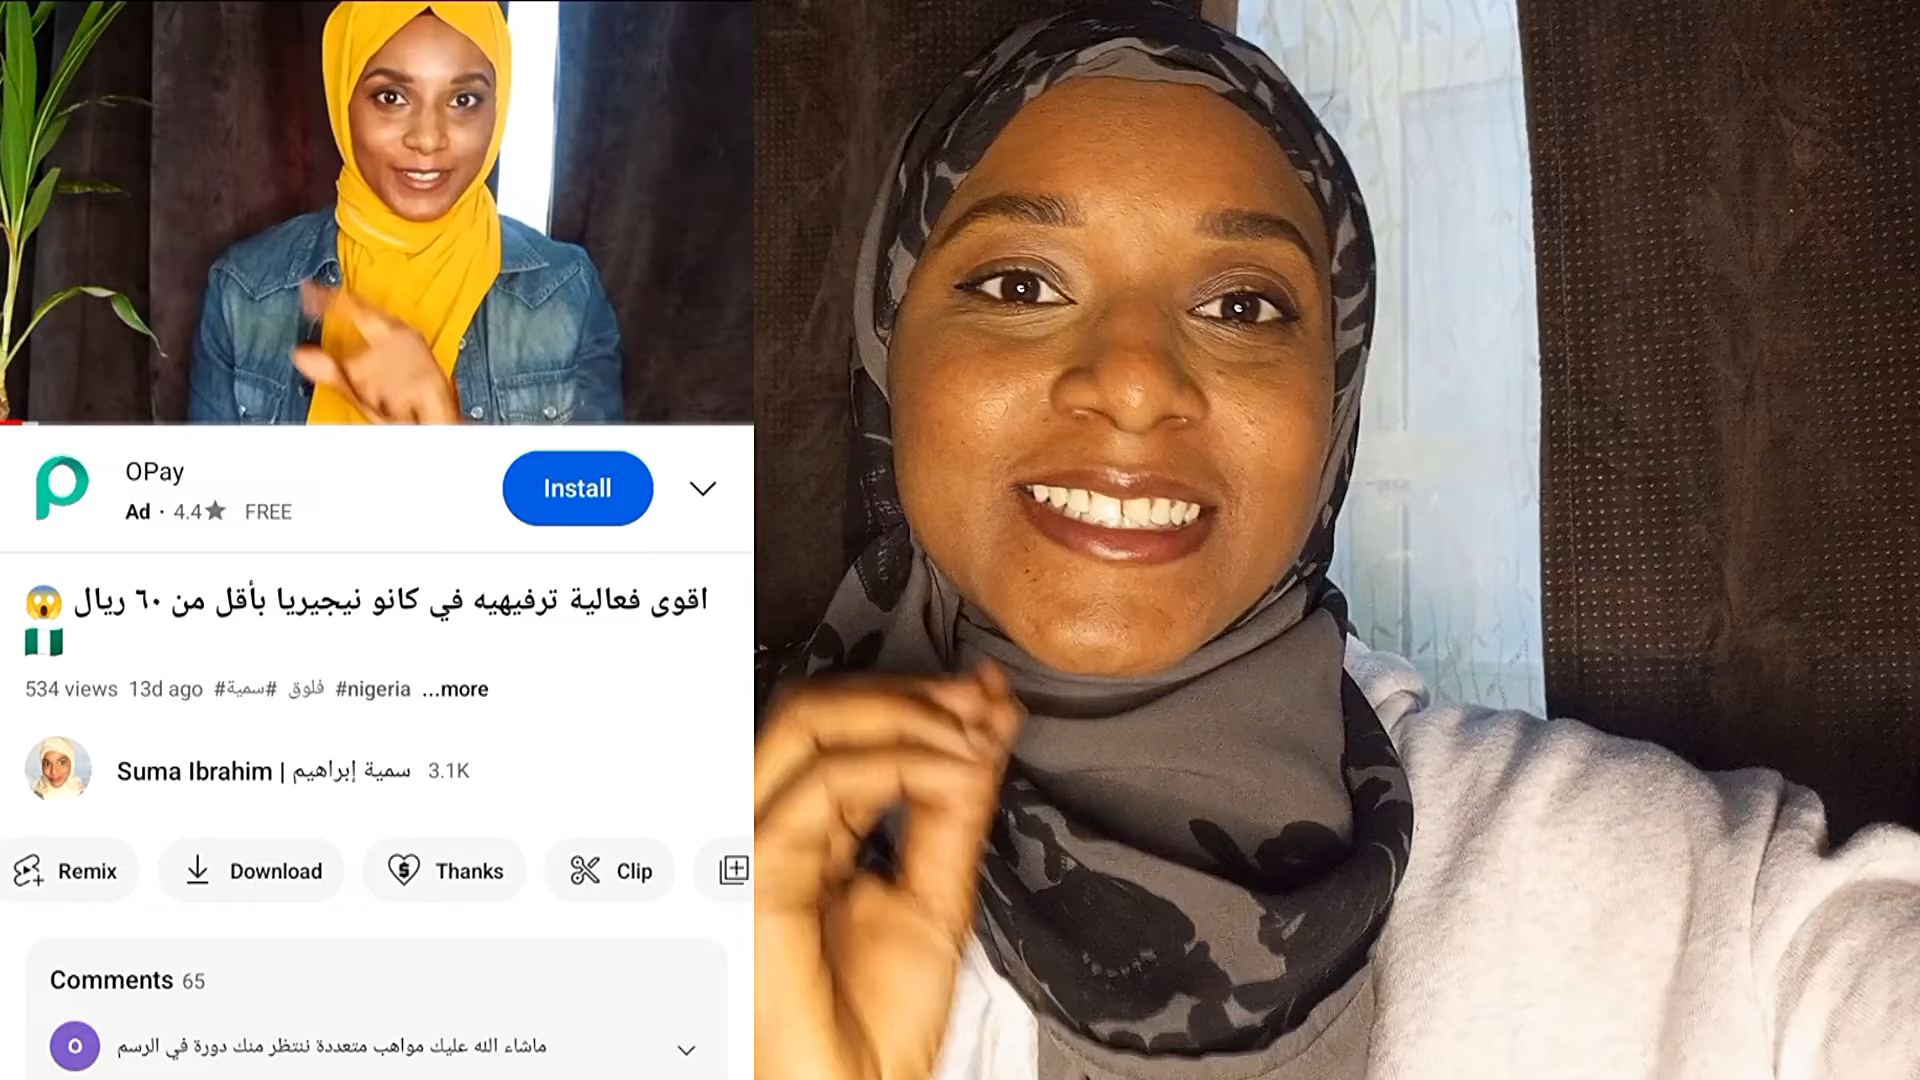 OPay
Ad · 4.4★ FREE
Install
اقوى فعالية ترفيهيه في كانو نيجيريا بأقل من ٦٠ ريال 😱
🇳🇬
534 views 13d ago #سمية# فلوق #nigeria ...more
Suma Ibrahim | سمية إبراهيم 3.1K
Remix
Download
Thanks
Clip
Comments 65
O
ماشاء الله عليك مواهب متعددة ننتظر منك دورة في الرسم